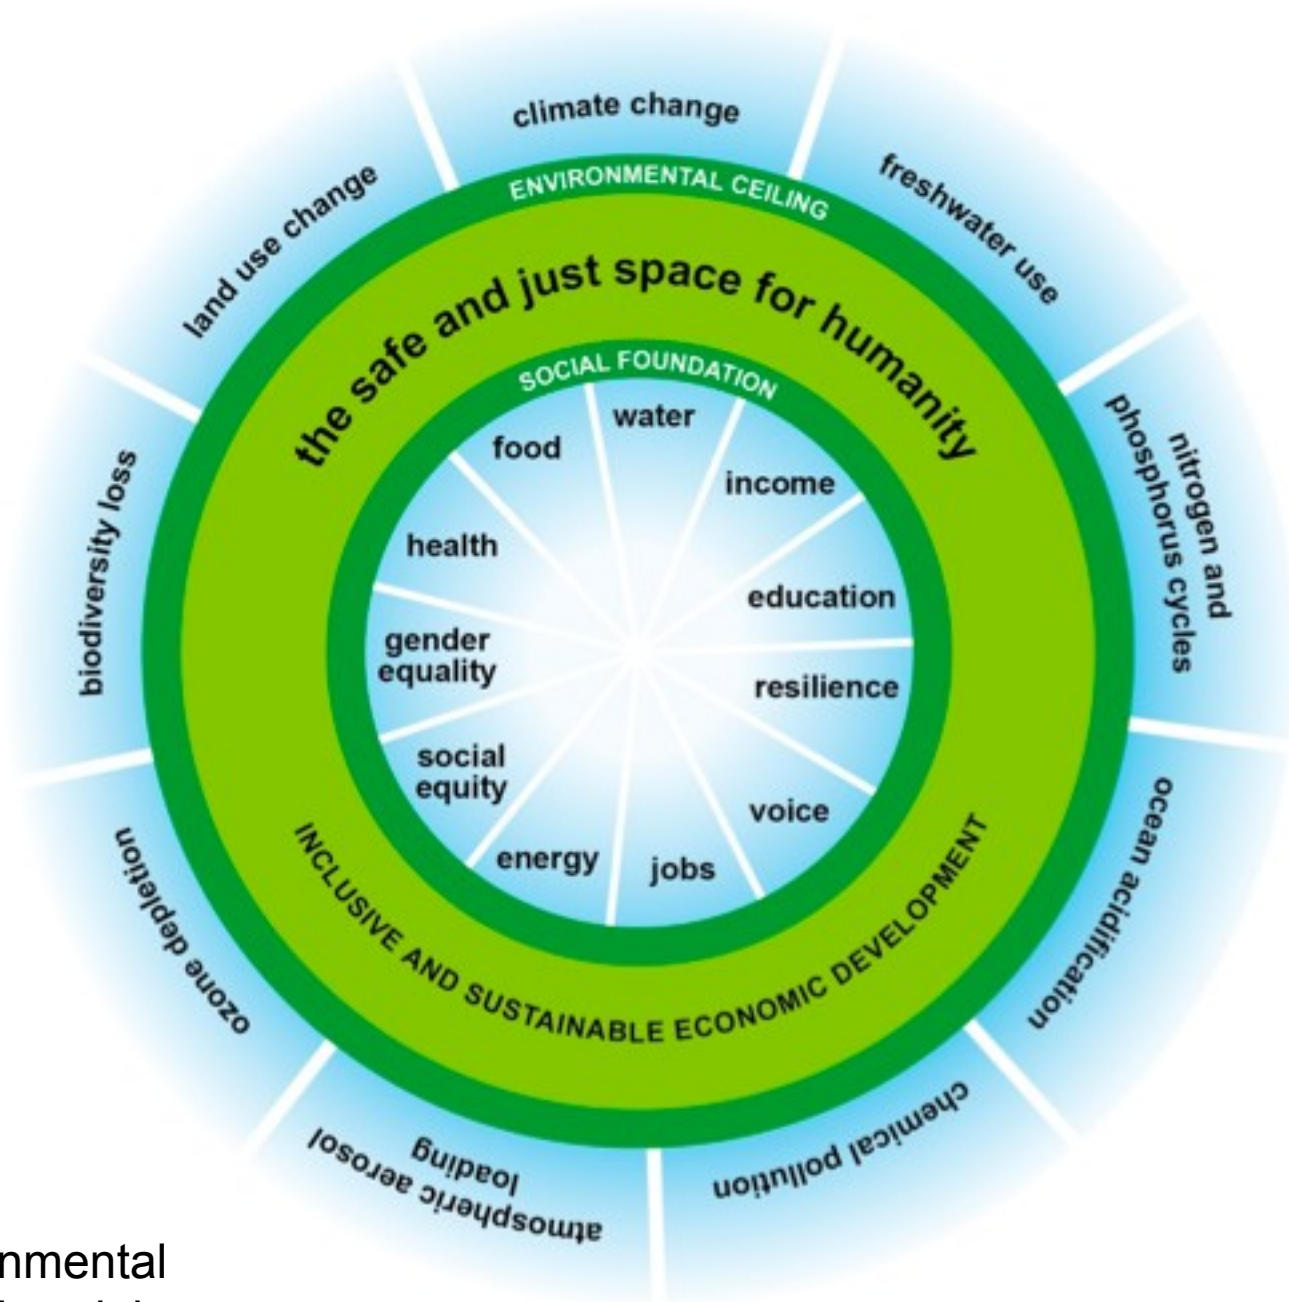 climate change
freshwater use
nitrogen and
phosphorus cycles
ocean acidification
chemical pollution
atmospheric aerosol
loading
ozone depletion
biodiversity loss
land use change
ENVIRONMENTAL CEILING
the safe and just space for humanity
SOCIAL FOUNDATION
water
income
education
resilience
voice
jobs
energy
social
equity
gender
equality
health
food
INCLUSIVE AND SUSTAINABLE ECONOMIC DEVELOPMENT
nmental